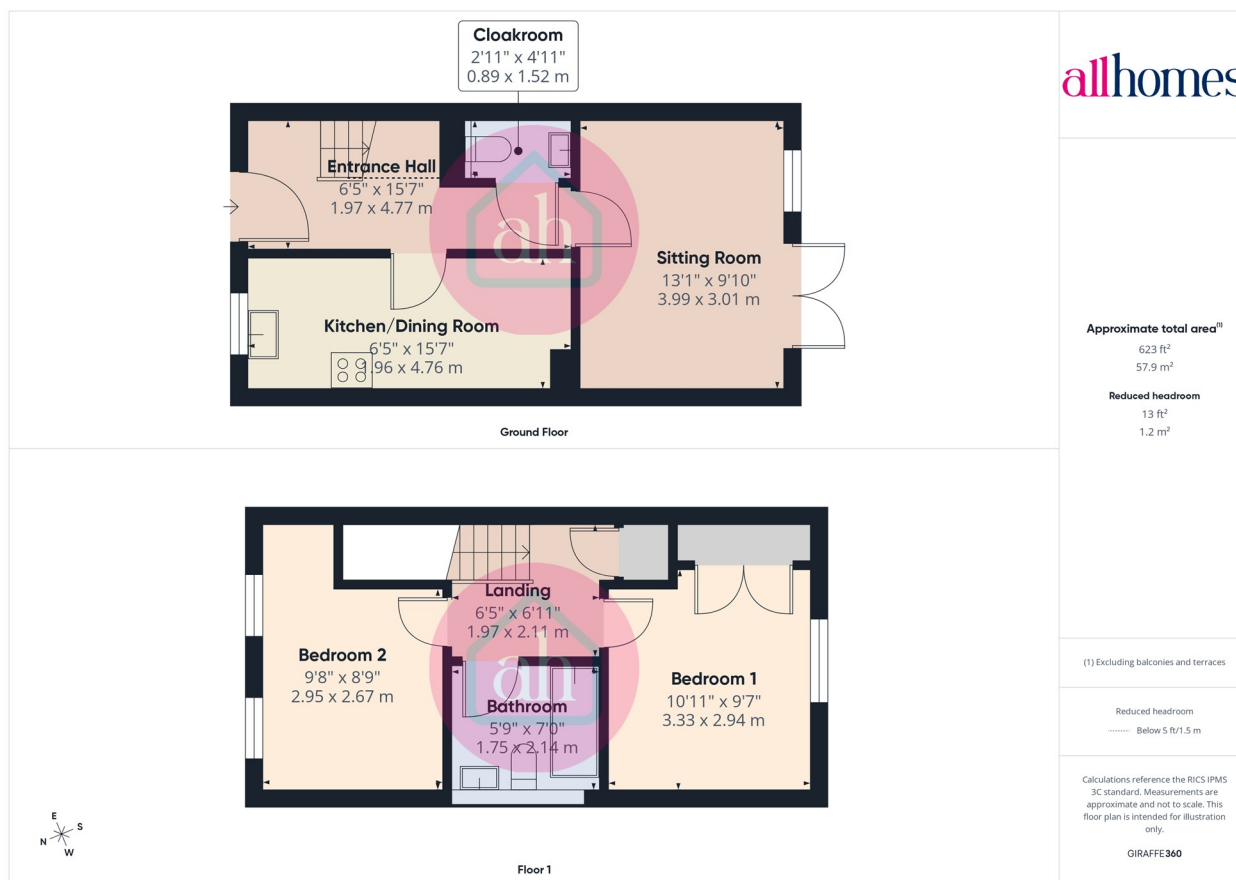 Cloakroom
2'11" x 4'11"
0.89 x 1.52 m
Entrance Hall
6'5" x 15'7"
1.97 x 4.77 m
ah
Sitting Room
13'1" x 9'10"
3.99 x 3.01 m
Kitchen/Dining Room
6'5" x 15'7"
1.96 x 4.76 m
Ground Floor
Landing
6'5" x 6'11"
1.97 x 2.11 m
Bedroom 2
9'8" x 8'9"
2.95 x 2.67 m
ah
Bathroom
5'9" x 7'0"
1.75 x 2.14 m
Bedroom 1
10'11" x 9'7"
3.33 x 2.94 m
E
S
N
W
Floor 1
allhomes
Approximate total area(1)
623 ft²
57.9 m²
Reduced headroom
13 ft²
1.2 m²
(1) Excluding balconies and terraces
Reduced headroom
Below 5 ft/1.5 m
Calculations reference the RICS IPMS
3C standard. Measurements are
approximate and not to scale. This
floor plan is intended for illustration
only.
GIRAFFE360